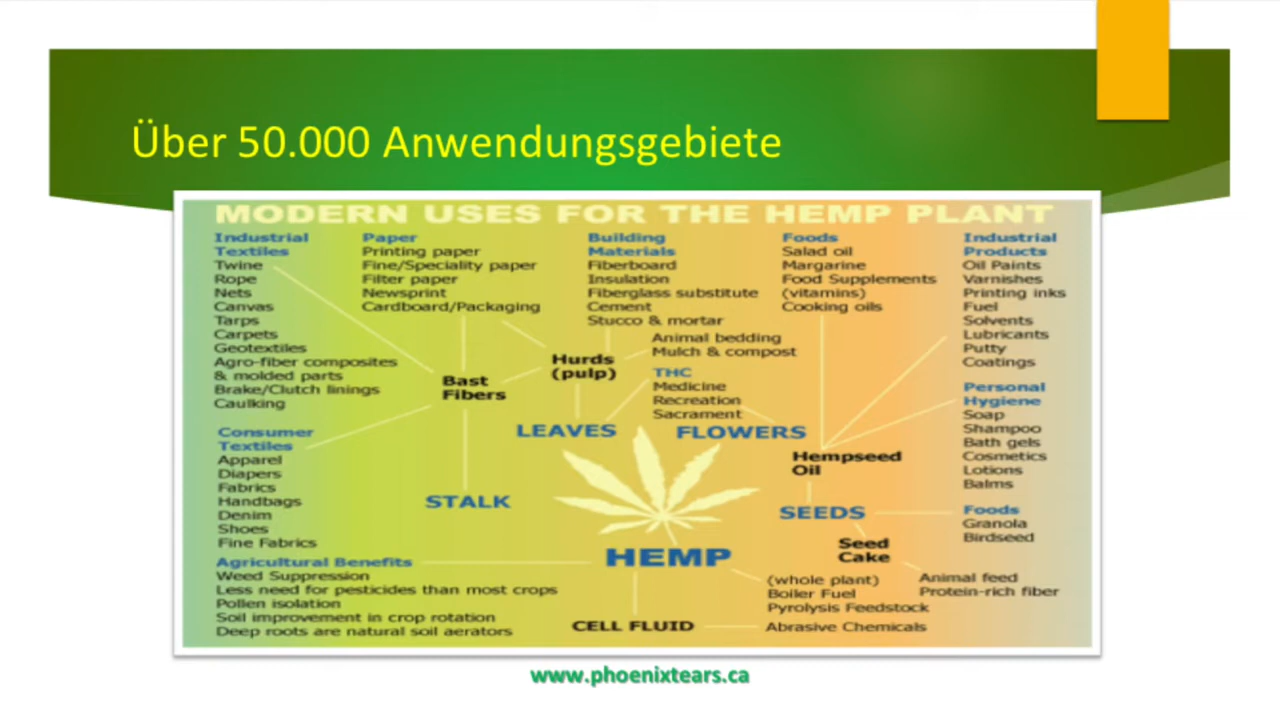 Über 50.000 Anwendungsgebiete
MODERN USES FOR THE HEMP PLANT
Industrial
Textiles
Twine
Rope
Nets
Canvas
Tarps
Carpets
Geotextiles
Agro-fiber composites
& molded parts
Brake/Clutch linings
Caulking
Paper
Printing paper
Fine/Speciality paper
Filter paper
Newsprint
Cardboard/Packaging
Building
Materials
Fiberboard
Insulation
Fiberglass substitute
Cement
Stucco & mortar
Foods
Salad oil
Margarine
Food Supplements
(vitamins)
Cooking oils
Industrial
Products
Oil Paints
Varnishes
Printing inks
Fuel
Solvents
Lubricants
Putty
Coatings
Animal bedding
Mulch & compost
Hurds
(pulp)
Bast
Fibers
THC
Medicine
Recreation
Sacrament
Personal
Hygiene
Soap
Shampoo
Bath gels
Cosmetics
Lotions
Balms
LEAVES
FLOWERS
Consumer
Textiles
Apparel
Diapers
Fabrics
Handbags
Denim
Shoes
Fine Fabrics
Hempseed
Oil
STALK
SEEDS
Foods
Granola
Birdseed
Seed
Cake
HEMP
Agricultural Benefits
Weed Suppression
Less need for pesticides than most crops
Pollen isolation
Soil improvement in crop rotation
Deep roots are natural soil aerators
(whole plant)
Boiler Fuel
Pyrolysis Feedstock
Animal feed
Protein-rich fiber
CELL FLUID
Abrasive Chemicals
www.phoenixtears.ca